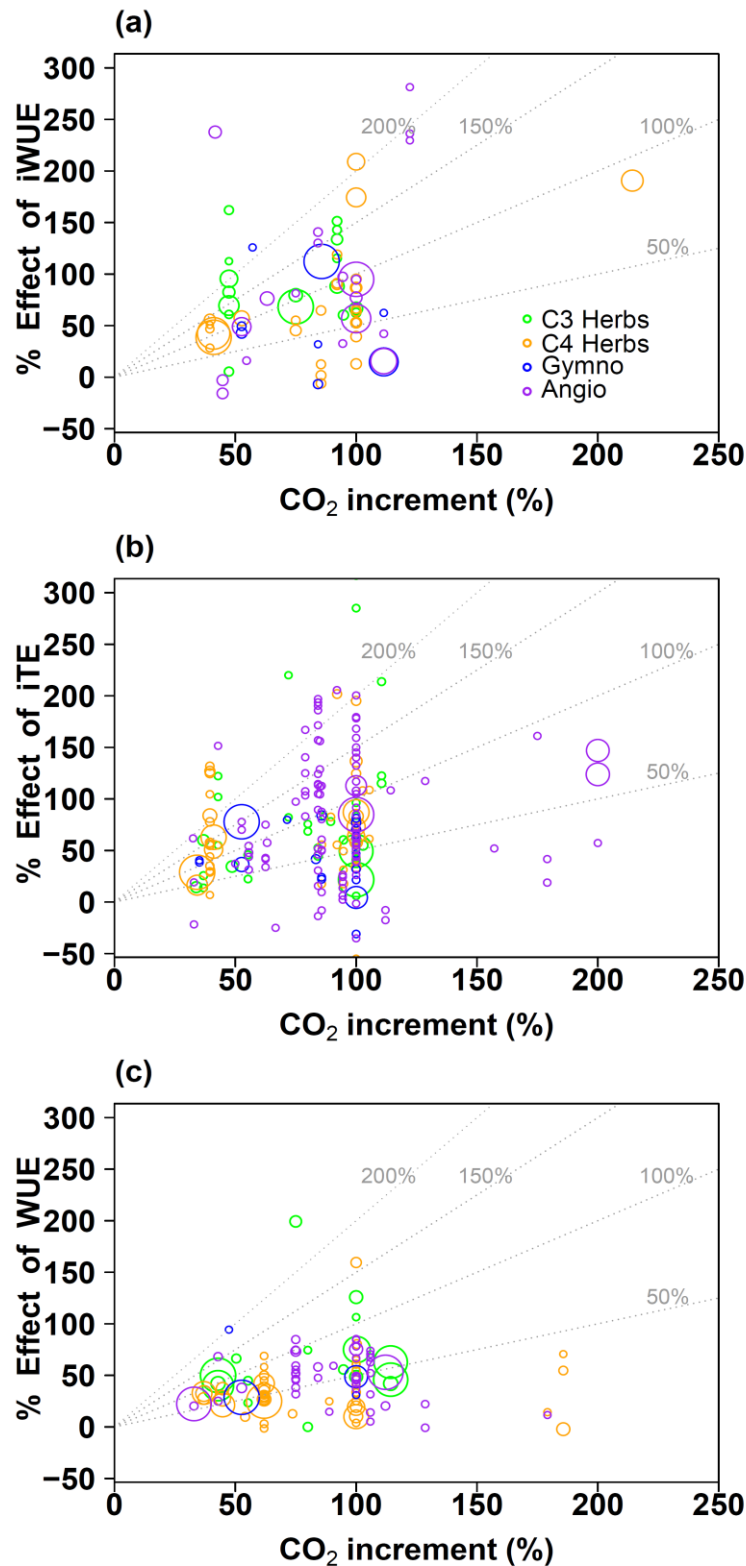 (a)
300
250
200
150
100
50
0
−50
% Effect of iWUE
200%
150%
100%
50%
C3 Herbs
C4 Herbs
Gymno
Angio
0 50 100 150 200 250
CO2 increment (%)
(b)
300
250
200
150
100
50
0
−50
% Effect of iTE
200%
150%
100%
50%
0 50 100 150 200 250
CO2 increment (%)
(c)
300
250
200
150
100
50
0
−50
% Effect of WUE
200%
150%
100%
50%
0 50 100 150 200 250
CO2 increment (%)